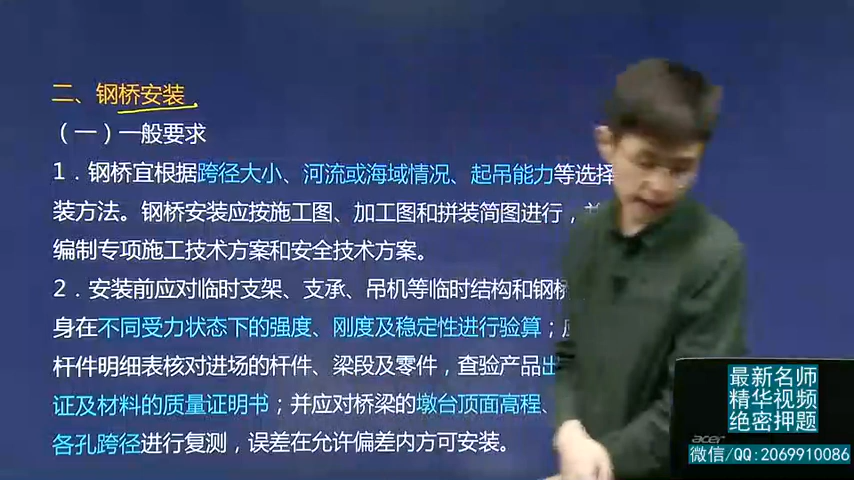 二、钢桥安装
（一）一般要求
1．钢桥宜根据跨径大小、河流或海域情况、起吊能力等选择
装方法。钢桥安装应按施工图、加工图和拼装简图进行，并
编制专项施工技术方案和安全技术方案。
2．安装前应对临时支架、支承、吊机等临时结构和钢桥
身在不同受力状态下的强度、刚度及稳定性进行验算；应
杆件明细表核对进场的杆件、梁段及零件，查验产品出
证及材料的质量证明书；并应对桥梁的墩台顶面高程、
各孔跨径进行复测，误差在允许偏差内方可安装。
acer
最新名师
精华视频
绝密押题
微信/QQ:2069910086